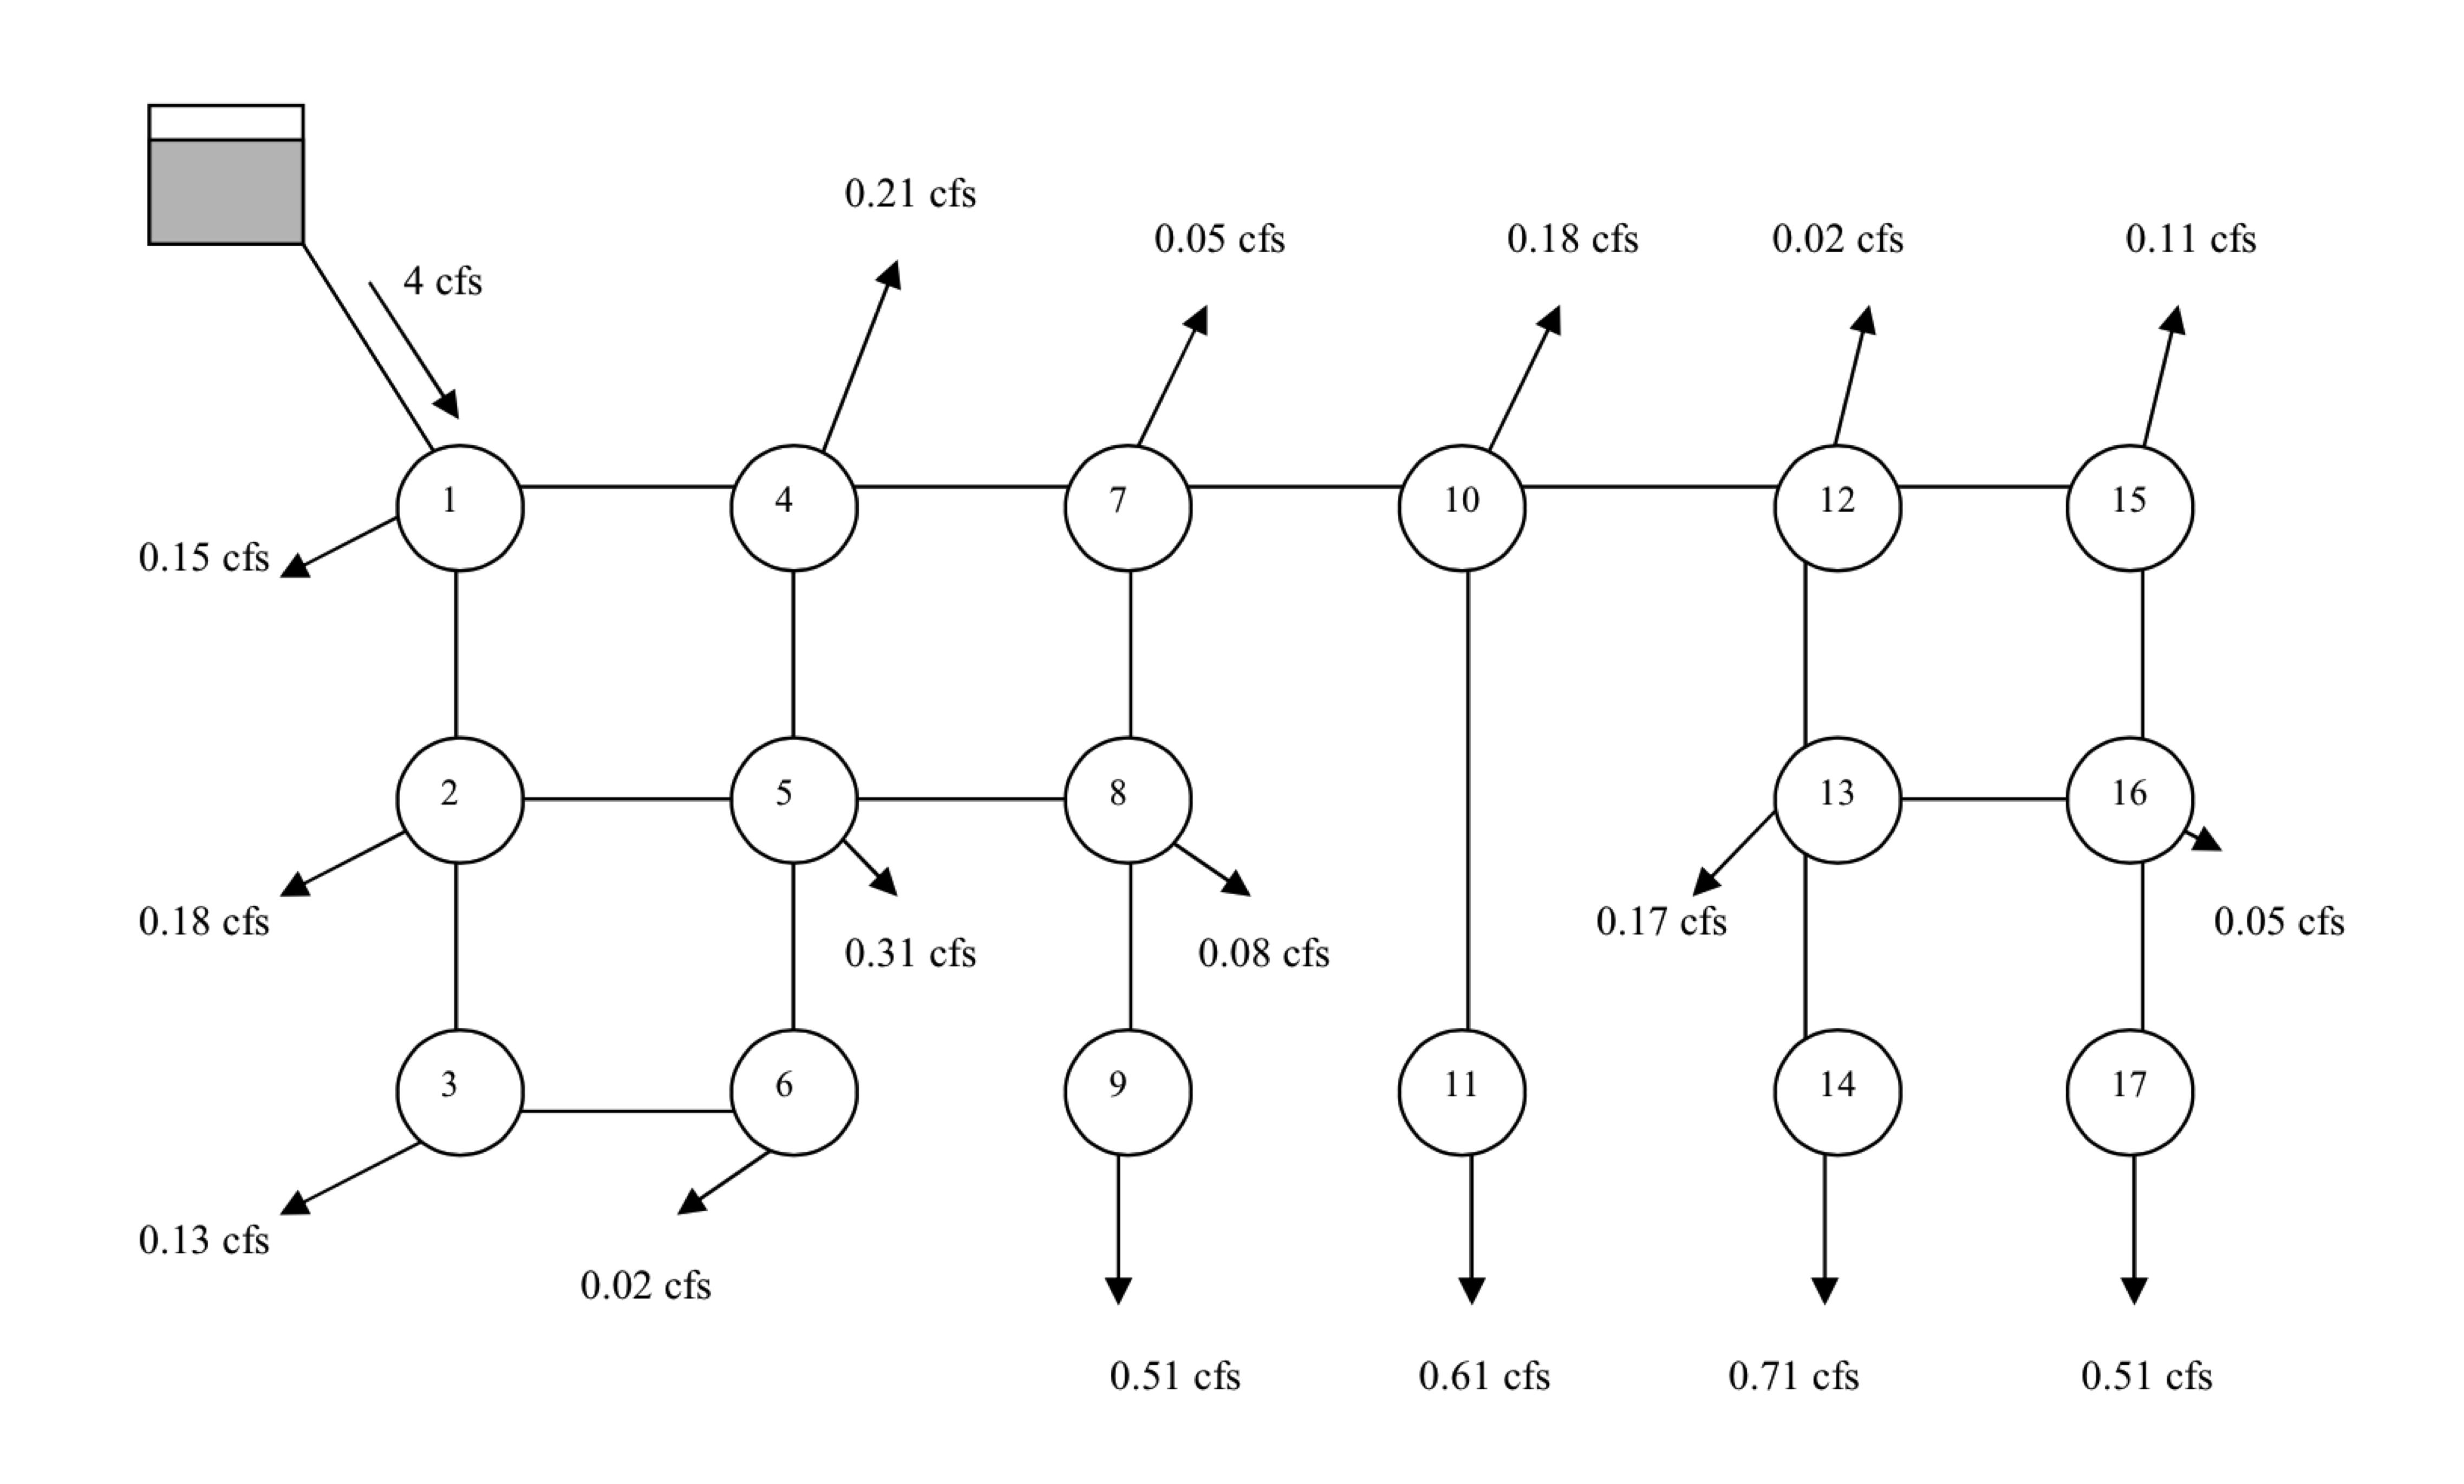 0.21 cfs
0.05 cfs
0.18 cfs
0.02 cfs
0.11 cfs
4 cfs
1
4
7
10
12
15
0.15 cfs
2
5
8
13
16
0.18 cfs
0.31 cfs
0.08 cfs
0.17 cfs
0.05 cfs
3
6
9
11
14
17
0.13 cfs
0.02 cfs
0.51 cfs
0.61 cfs
0.71 cfs
0.51 cfs